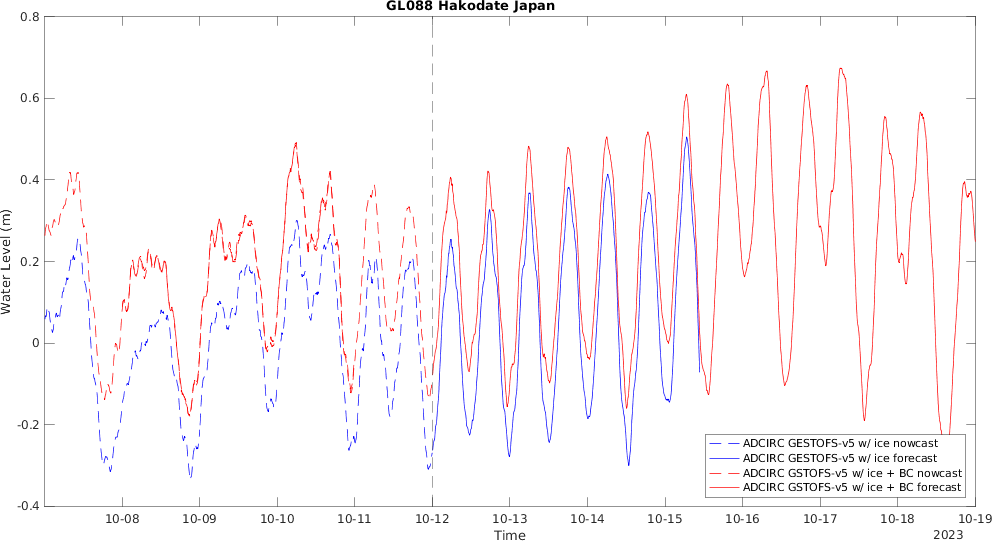 GL088 Hakodate Japan
0.8
0.6
0.4
0.2
0
-0.2
-0.4
Water Level (m)
10-08 10-09 10-10 10-11 10-12 10-13 10-14 10-15 10-16 10-17 10-18 10-19
Time
2023
ADCIRC GESTOFS-v5 w/ ice nowcast
ADCIRC GESTOFS-v5 w/ ice forecast
ADCIRC GSTOFS-v5 w/ ice + BC nowcast
ADCIRC GSTOFS-v5 w/ ice + BC forecast